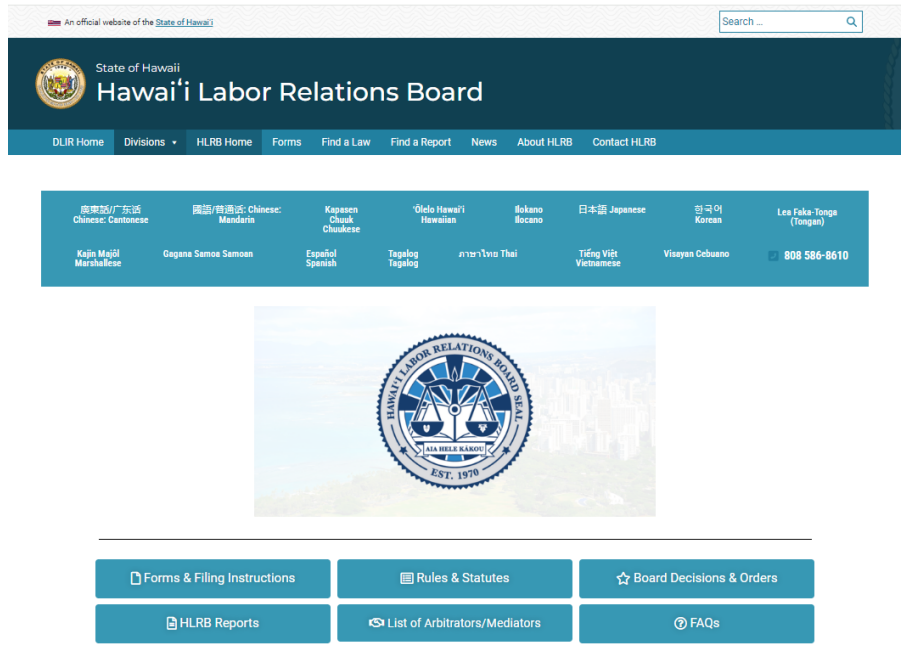 An official website of the State of Hawai'i
Search ...
State of Hawaii
Hawaiʻi Labor Relations Board
DLIR Home Divisions HLRB Home Forms Find a Law Find a Report News About HLRB Contact HLRB
廣東話/广东话 國語/普通话: Chinese: Kapasen ʻŌlelo Hawaiʻi Ilokano 日本語 Japanese 한국어 Lea Faka-Tonga
Chinese: Cantonese Mandarin Chuuk Hawaiian Ilocano Korean (Tongan)
Chuukese
Kajin Majôl Gagana Samoa Samoan Español Tagalog ภาษาไทย Thai Tiếng Việt Visayan Cebuano 808 586-8610
Marshallese Spanish Tagalog Vietnamese
HAWAIʻI LABOR RELATIONS BOARD SEAL
AIA HELE KĀKOU
EST. 1970
Forms & Filing Instructions Rules & Statutes Board Decisions & Orders
HLRB Reports List of Arbitrators/Mediators FAQs